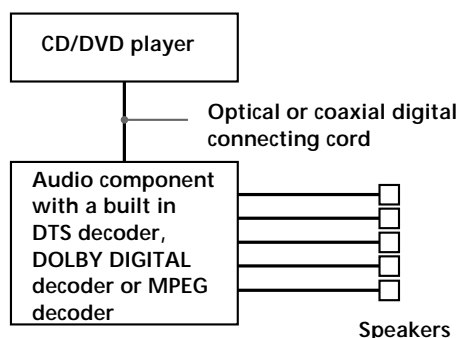 CD/DVD player
Optical or coaxial digital
connecting cord
Audio component
with a built in
DTS decoder,
DOLBY DIGITAL
decoder or MPEG
decoder
Speakers